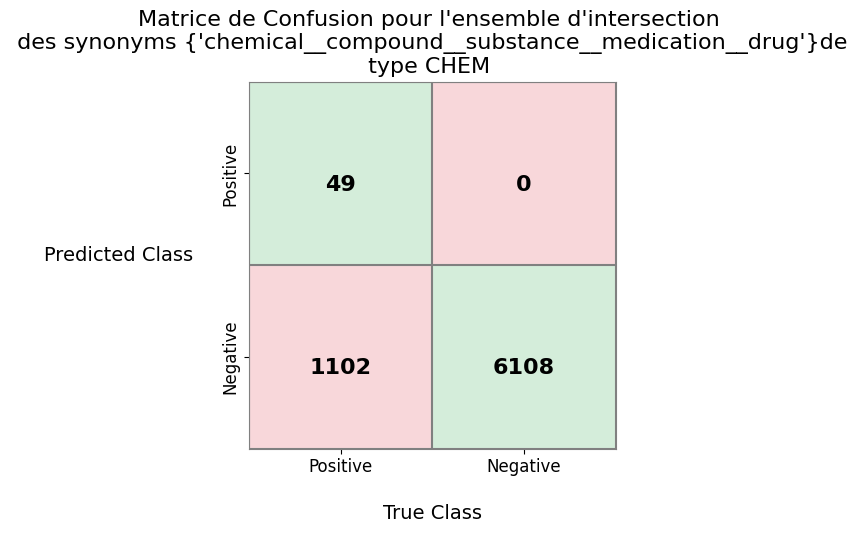 Matrice de Confusion pour l'ensemble d'intersection
des synonyms {'chemical__compound__substance__medication__drug'}de
type CHEM
Positive
49
0
Predicted Class
Negative
1102
6108
Positive
Negative
True Class